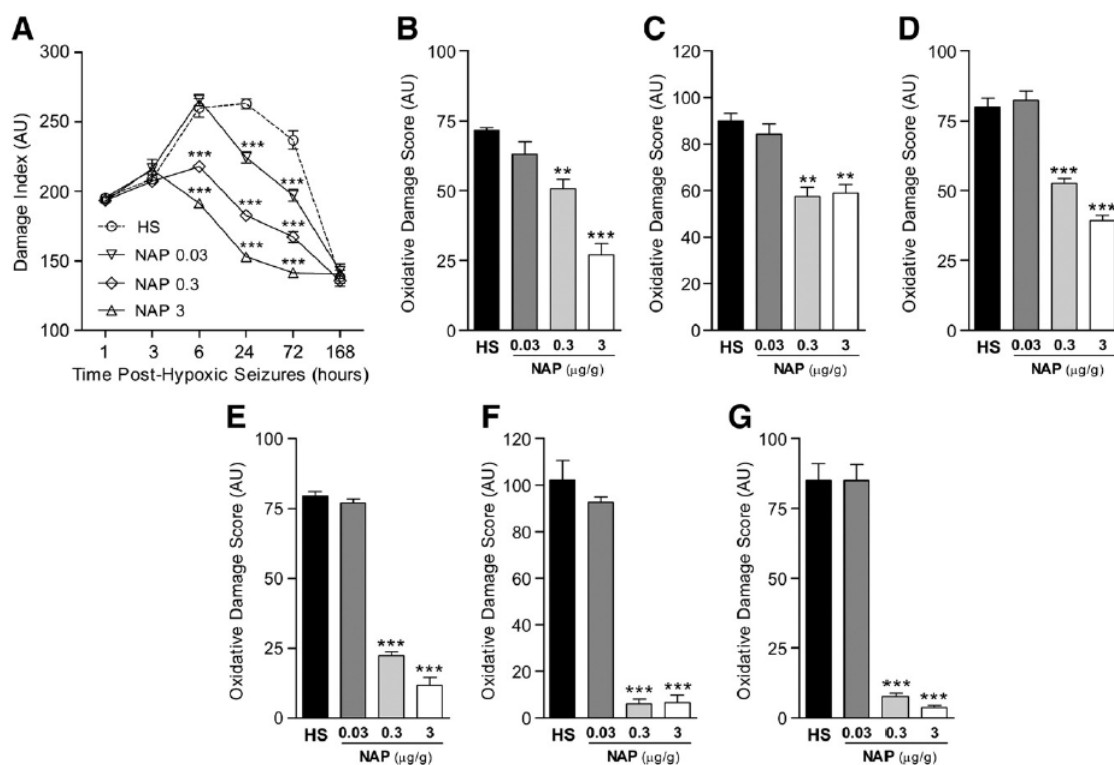 A
Damage Index (AU)
300
250
200
150
100
***
***
***
***
***
***
***
***
HS
NAP 0.03
NAP 0.3
NAP 3
1 3 6 24 72 168
Time Post-Hypoxic Seizures (hours)
B
Oxidative Damage Score (AU)
100
75
50
25
0
**
***
HS 0.03 0.3 3
NAP (μg/g)
C
Oxidative Damage Score (AU)
120
100
80
60
40
20
0
** **
HS 0.03 0.3 3
NAP (μg/g)
D
Oxidative Damage Score (AU)
100
75
50
25
0
***
***
HS 0.03 0.3 3
NAP (μg/g)
E
Oxidative Damage Score (AU)
100
75
50
25
0
***
***
HS 0.03 0.3 3
NAP (μg/g)
F
Oxidative Damage Score (AU)
120
100
80
60
40
20
0
*** ***
HS 0.03 0.3 3
NAP (μg/g)
G
Oxidative Damage Score (AU)
100
75
50
25
0
***
***
HS 0.03 0.3 3
NAP (μg/g)